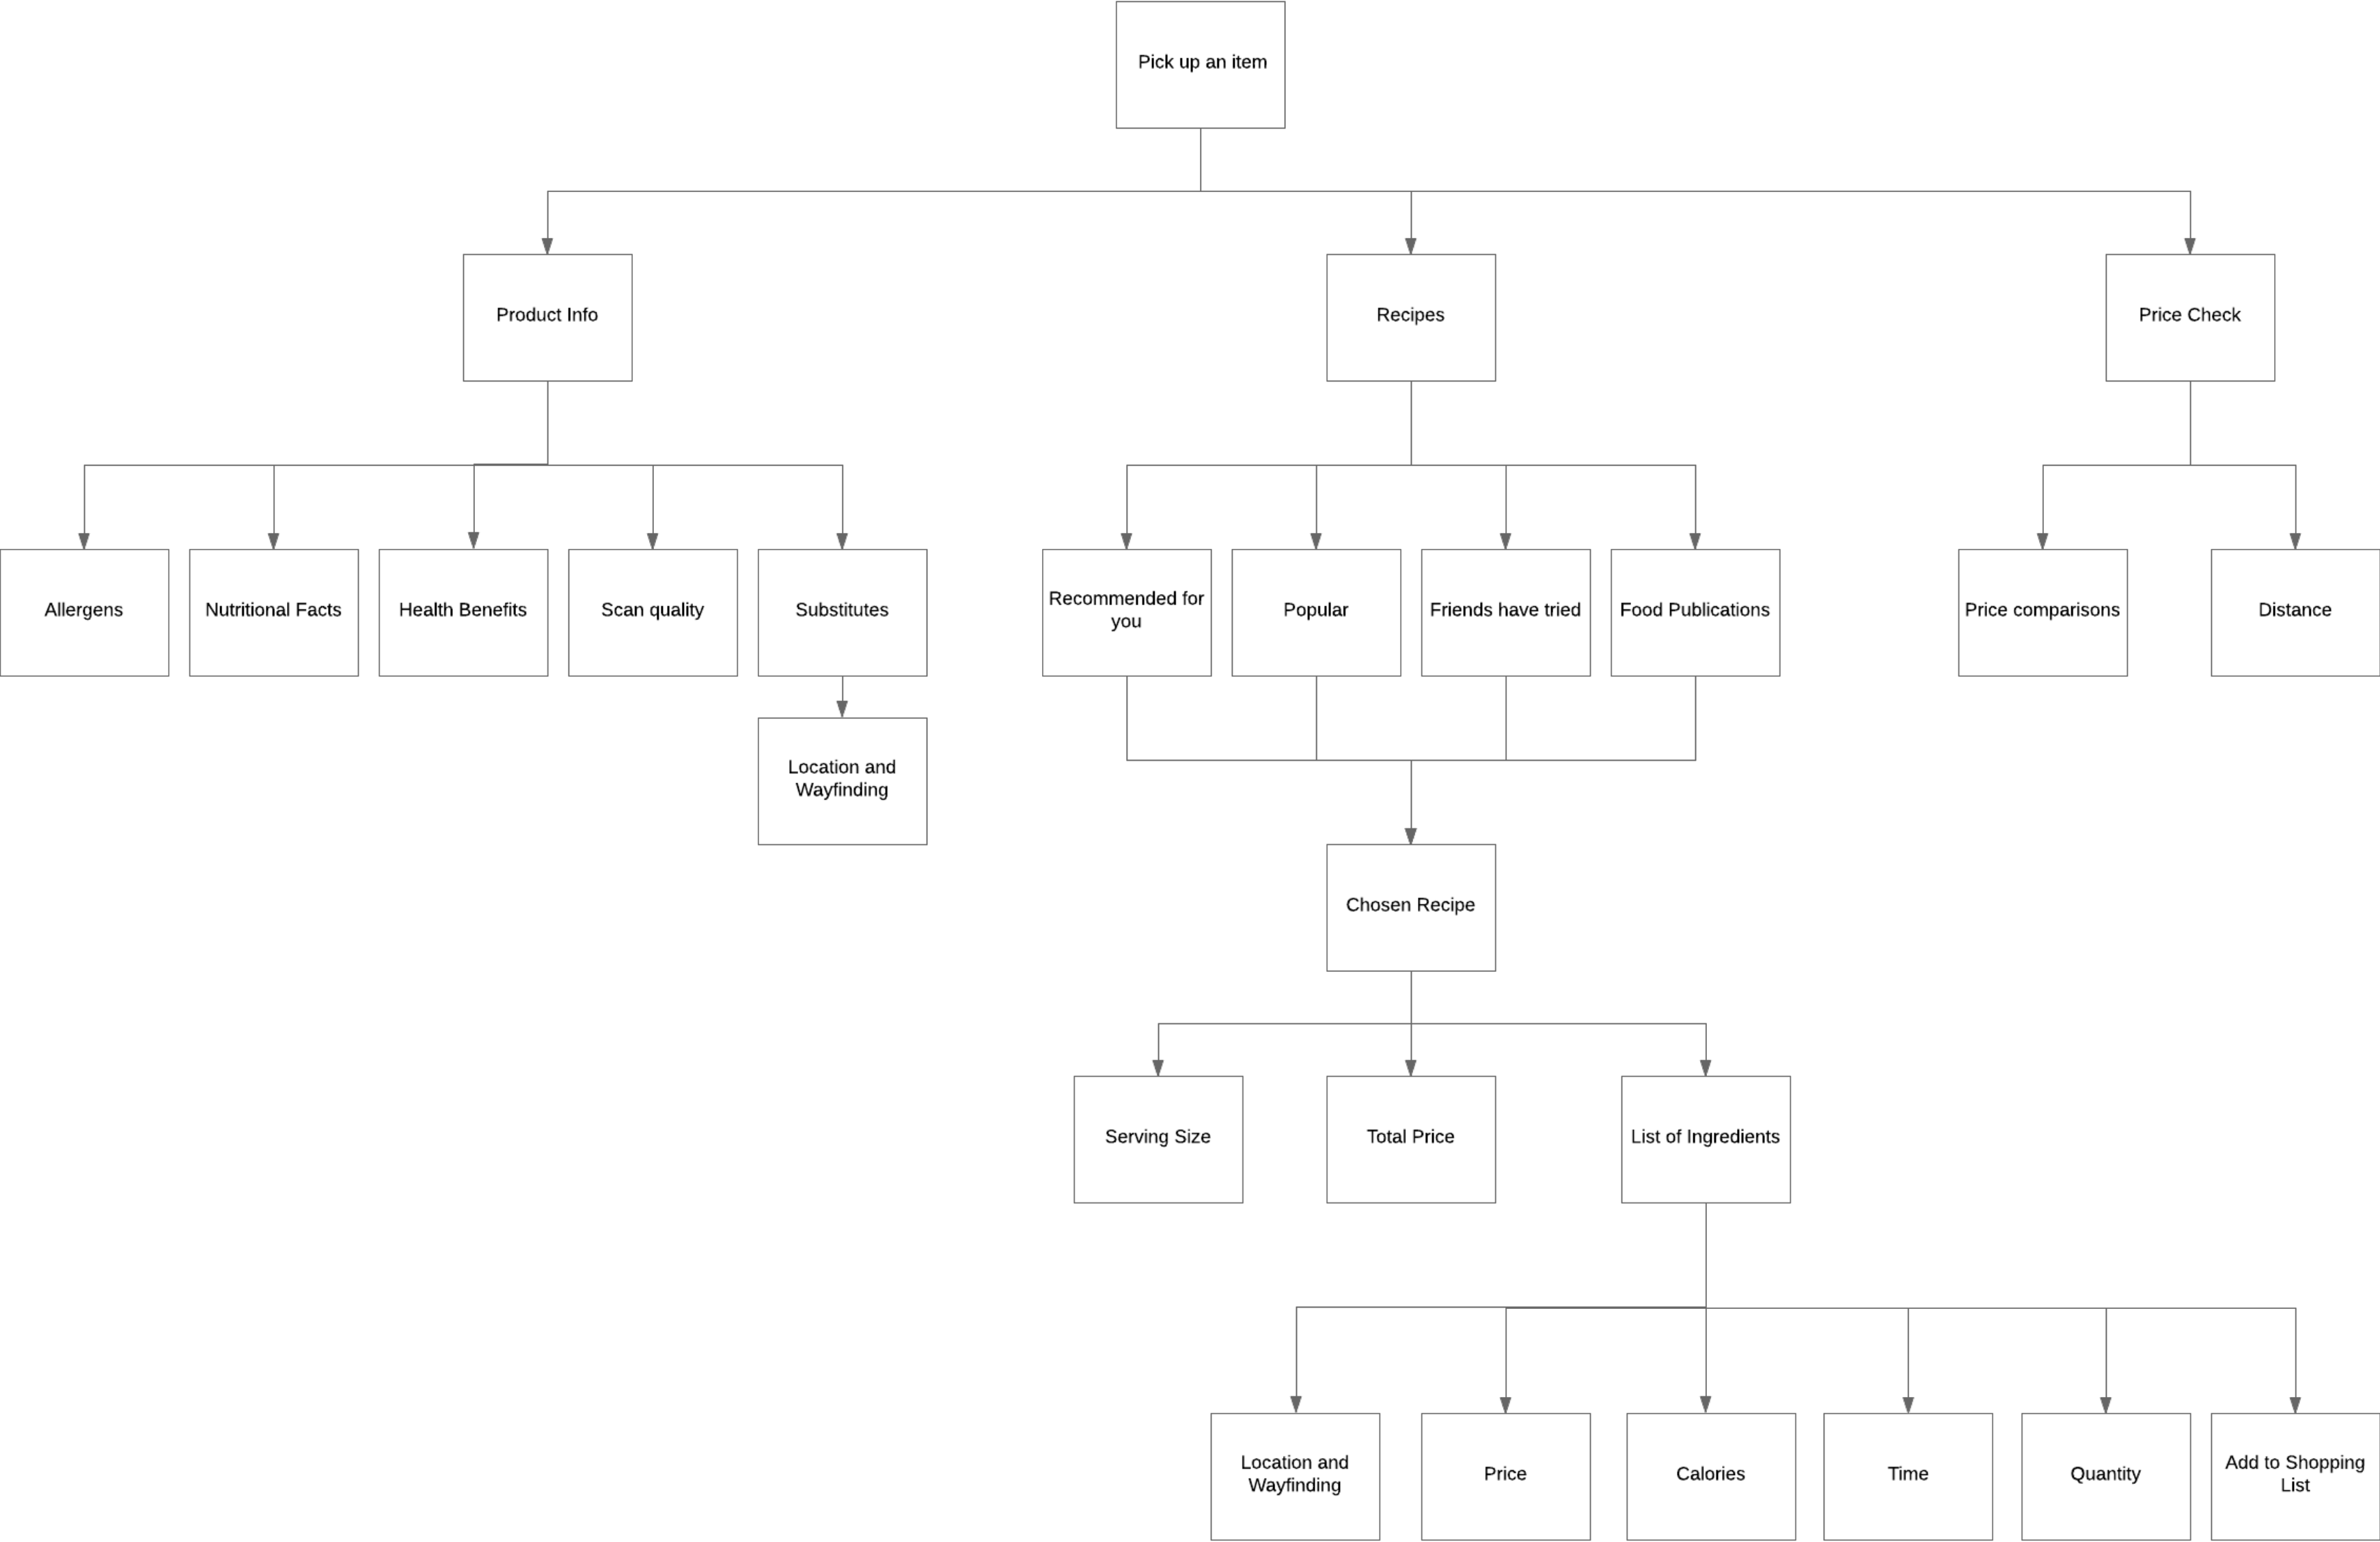 Pick up an item
Product Info
Recipes
Price Check
Allergens
Nutritional Facts
Health Benefits
Scan quality
Substitutes
Recommended for
you
Popular
Friends have tried
Food Publications
Price comparisons
Distance
Location and
Wayfinding
Chosen Recipe
Serving Size
Total Price
List of Ingredients
Location and
Wayfinding
Price
Calories
Time
Quantity
Add to Shopping
List